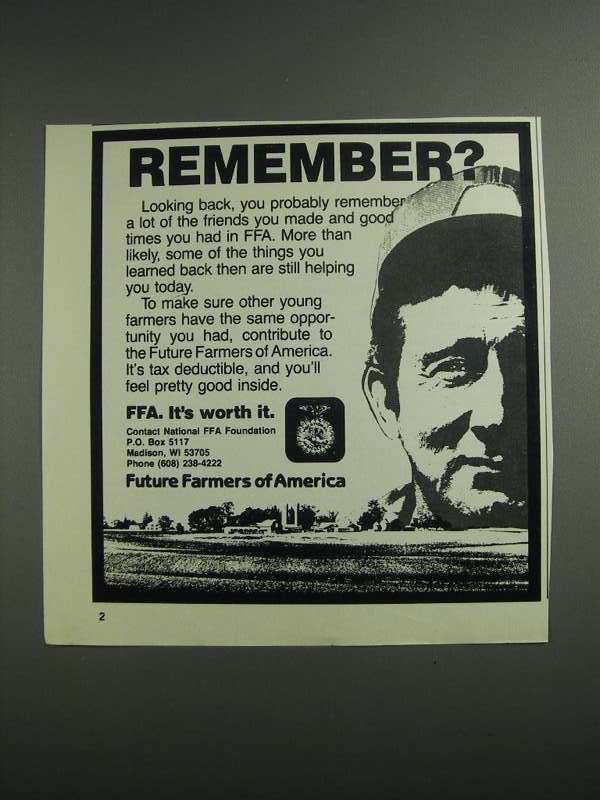 REMEMBER?
Looking back, you probably remember
a lot of the friends you made and good
times you had in FFA. More than
likely, some of the things you
learned back then are still helping
you today.
To make sure other young
farmers have the same oppor-
tunity you had, contribute to
the Future Farmers of America.
It's tax deductible, and you'll
feel pretty good inside.
FFA. It's worth it.
Contact National FFA Foundation
P.O. Box 5117
Madison, WI 53705
Phone (608) 238-4222
Future Farmers of America
2